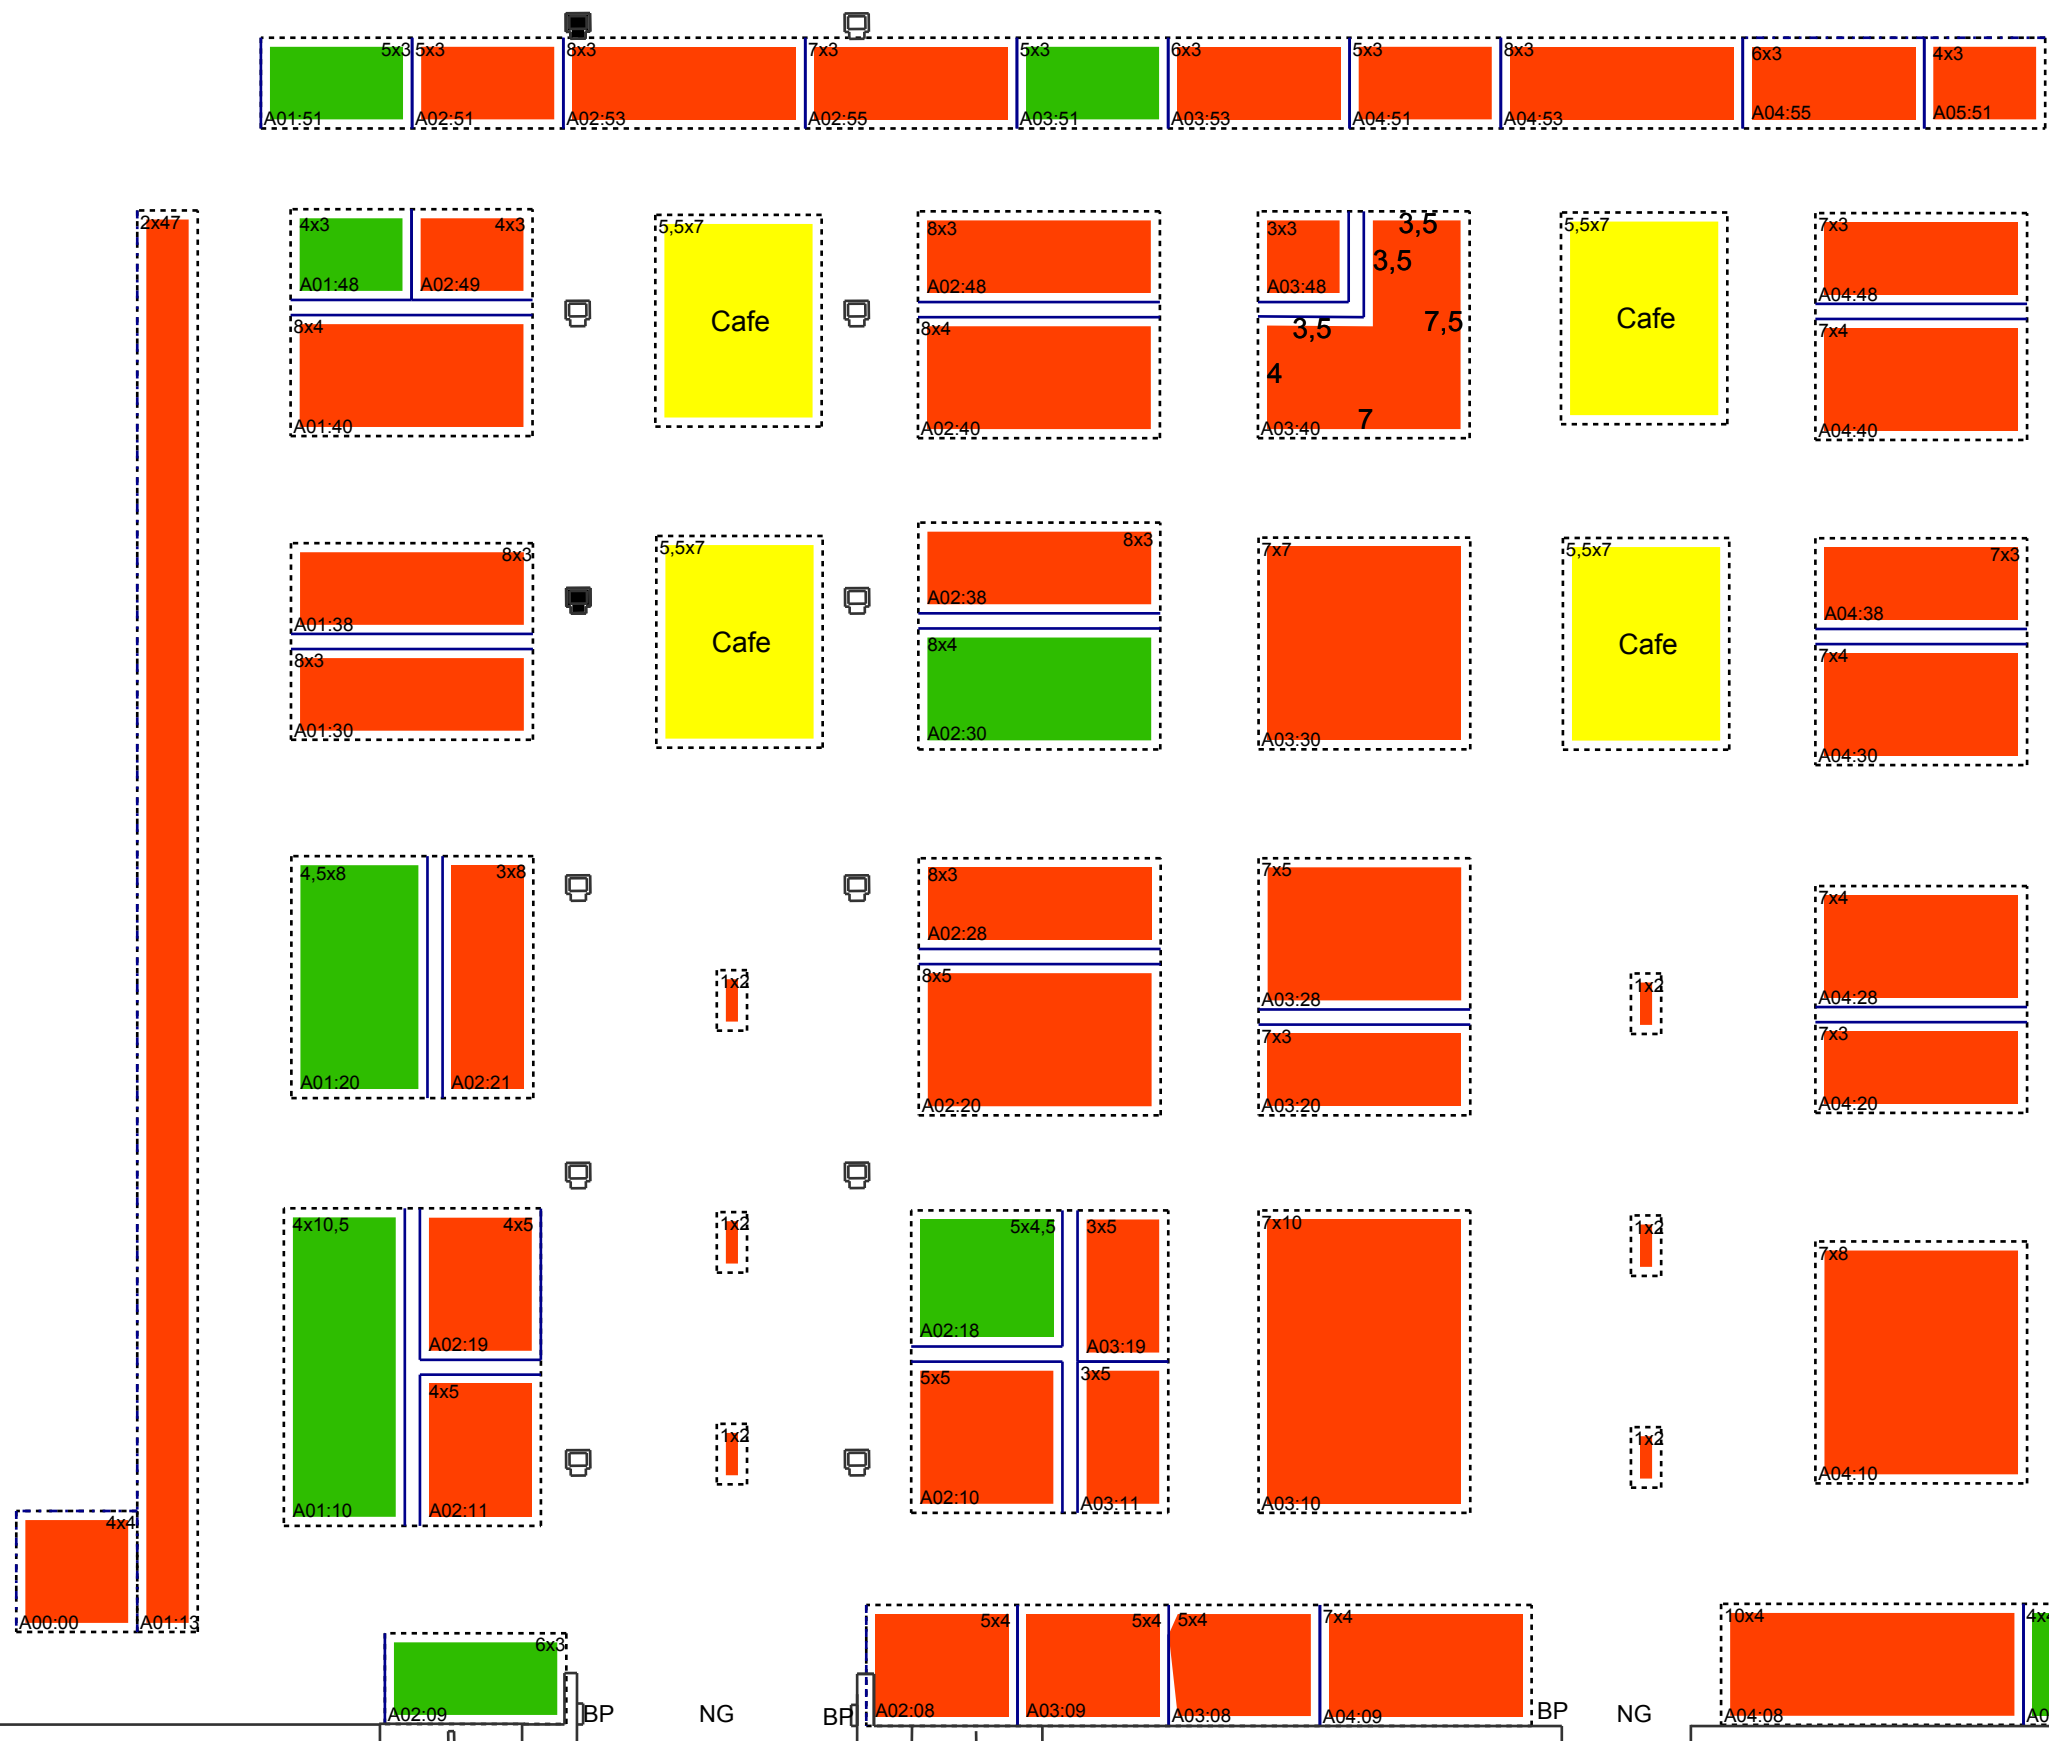 5x3 5x3 8x3 7x3 5x3 6x3 5x3 8x3 6x3 4x3
A01:51 A02:51 A02:53 A02:55 A03:51 A03:53 A04:51 A04:53 A04:55 A05:51
2x47 4x3 4x3 5,5x7 8x3 3x3 3,5 5,5x7 7x3
3,5
A01:48 A02:49 A02:48 A03:48 A04:48
8x4 Cafe 8x4 3,5 7,5 Cafe 7x4
4
A01:40 A02:40 A03:40 7 A04:40
8x3 5,5x7 8x3 7x7 5,5x7 7x3
A01:38 A02:38 A04:38
8x3 Cafe 8x4 Cafe 7x4
A01:30 A02:30 A03:30 A04:30
4,5x8 3x8 8x3 7x5 7x4
A02:28
1x2 8x5 A03:28 1x2 A04:28
7x3 7x3
A01:20 A02:21 A02:20 A03:20 A04:20
4x10,5 4x5 1x2 5x4,5 3x5 7x10 1x2 7x8
A02:19 A02:18 A03:19
4x5 5x5 3x5
1x2 1x2
A01:10 A02:11 A02:10 A03:11 A03:10 A04:10
4x4
A00:00 A01:13
6x3 5x4 5x4 5x4 7x4 10x4
A02:09 BP NG BP A02:08 A03:09 A03:08 A04:09 BP NG A04:08